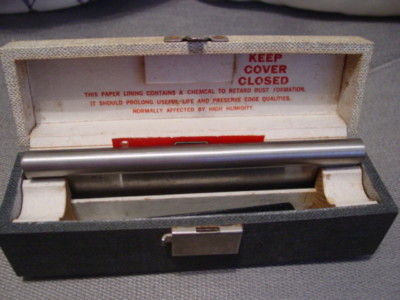 KEEP
COVER
CLOSED
THIS PAPER LINING CONTAINS A CHEMICAL TO RETARD RUST FORMATION.
IT SHOULD PROLONG USEFUL LIFE AND PRESERVE EDGE QUALITIES,
NORMALLY AFFECTED BY HIGH HUMIDITY.